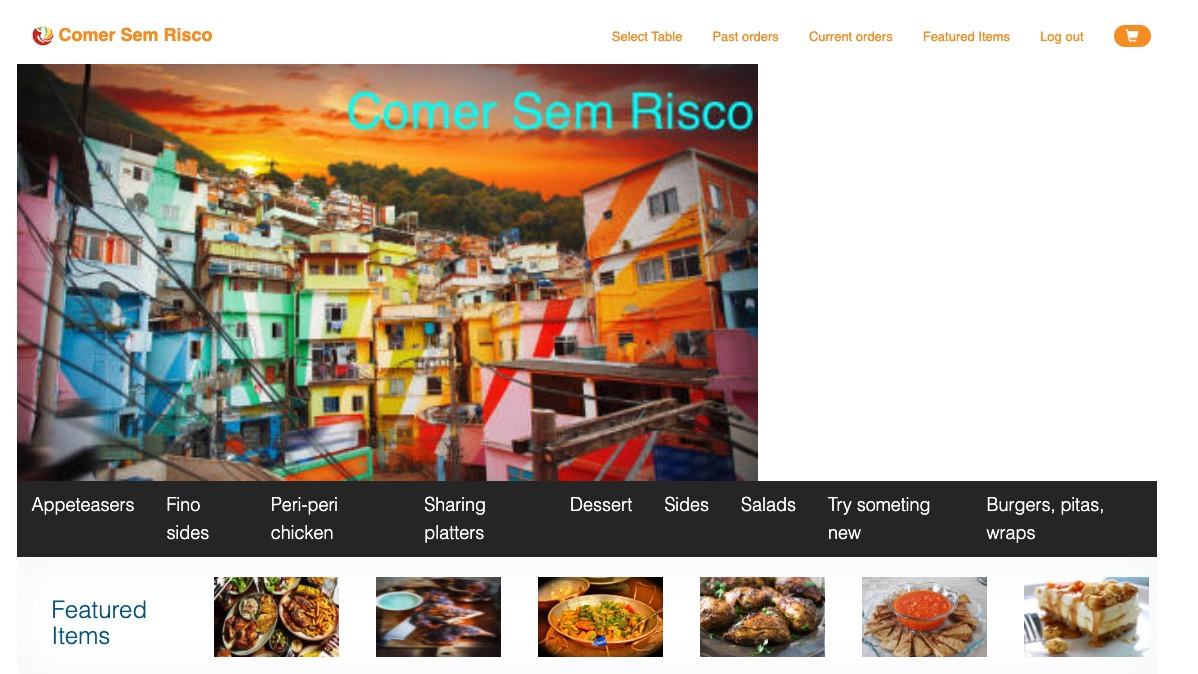 Comer Sem Risco
Select Table
Past orders
Current orders
Featured Items
Log out
Comer Sem Risco
Appeteasers
Fino
sides
Peri-peri
chicken
Sharing
platters
Dessert
Sides
Salads
Try someting
new
Burgers, pitas,
wraps
Featured
Items